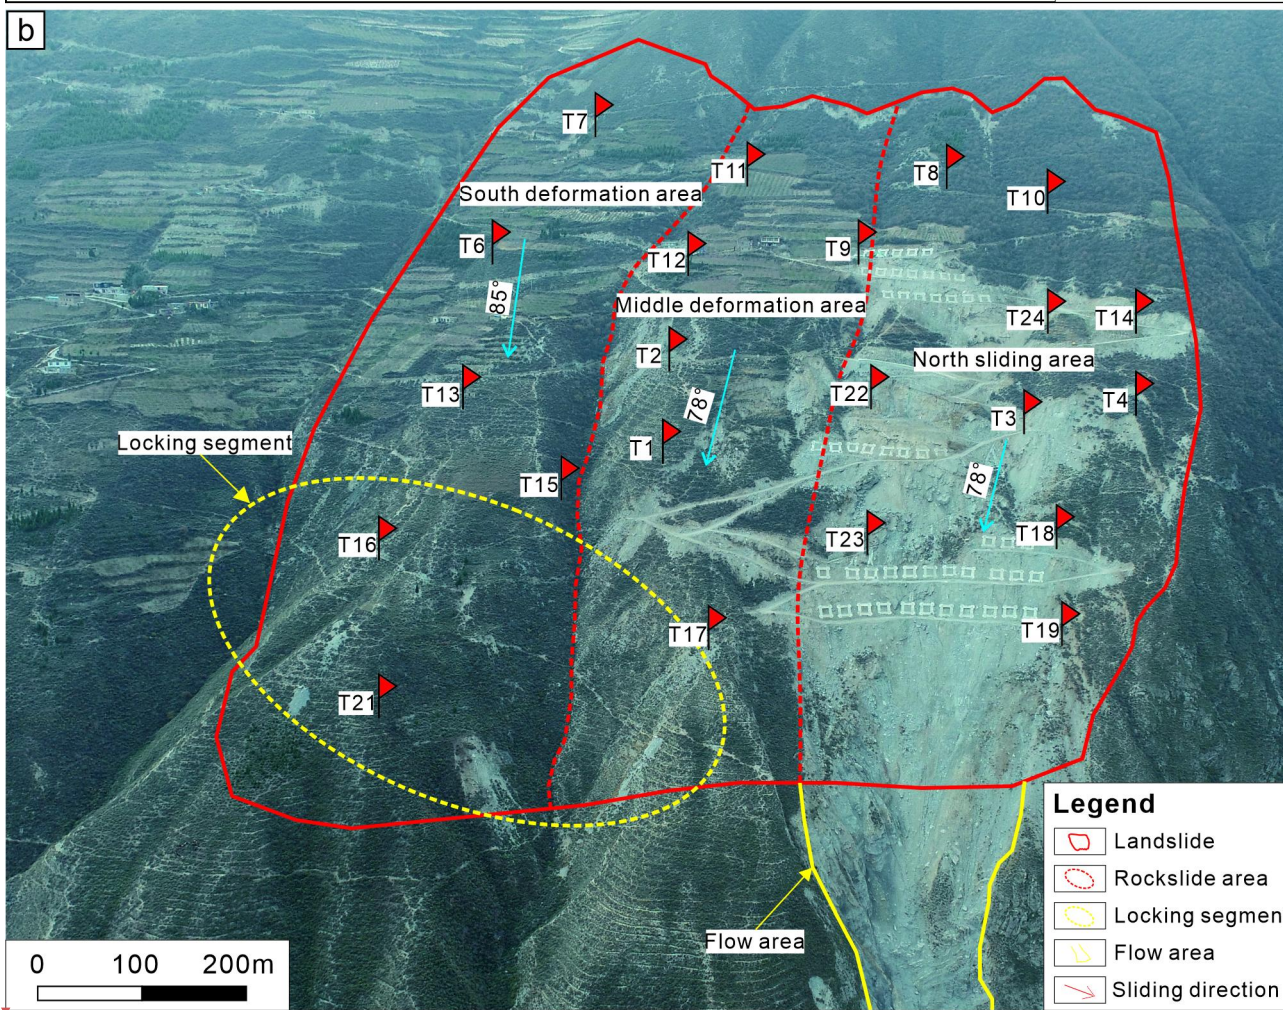 b
T7
T11
T8
T10
South deformation area
T6
T12
T9
85°
Middle deformation area
T24
T14
T2
North sliding area
T13
78°
T22
T3
T4
Locking segment
T1
T15
78°
T16
T23
T18
T17
T19
T21
Flow area
Legend
Landslide
Rockslide area
Locking segmen
Flow area
Sliding direction
0 100 200m